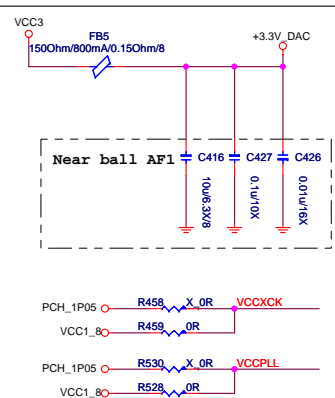 VCC3
FB5
+3.3V_DAC
150Ohm/800mA/0.15Ohm/8
Near ball AF1
C416
C427
C426
10u/6.3X/8
0.1u/10X
0.01u/16X
PCH_1P05
R458
X_0R
VCCXCK
VCC1_8
R459
0R
PCH_1P05
R530
X_0R
VCCPLL
VCC1_8
R528
0R